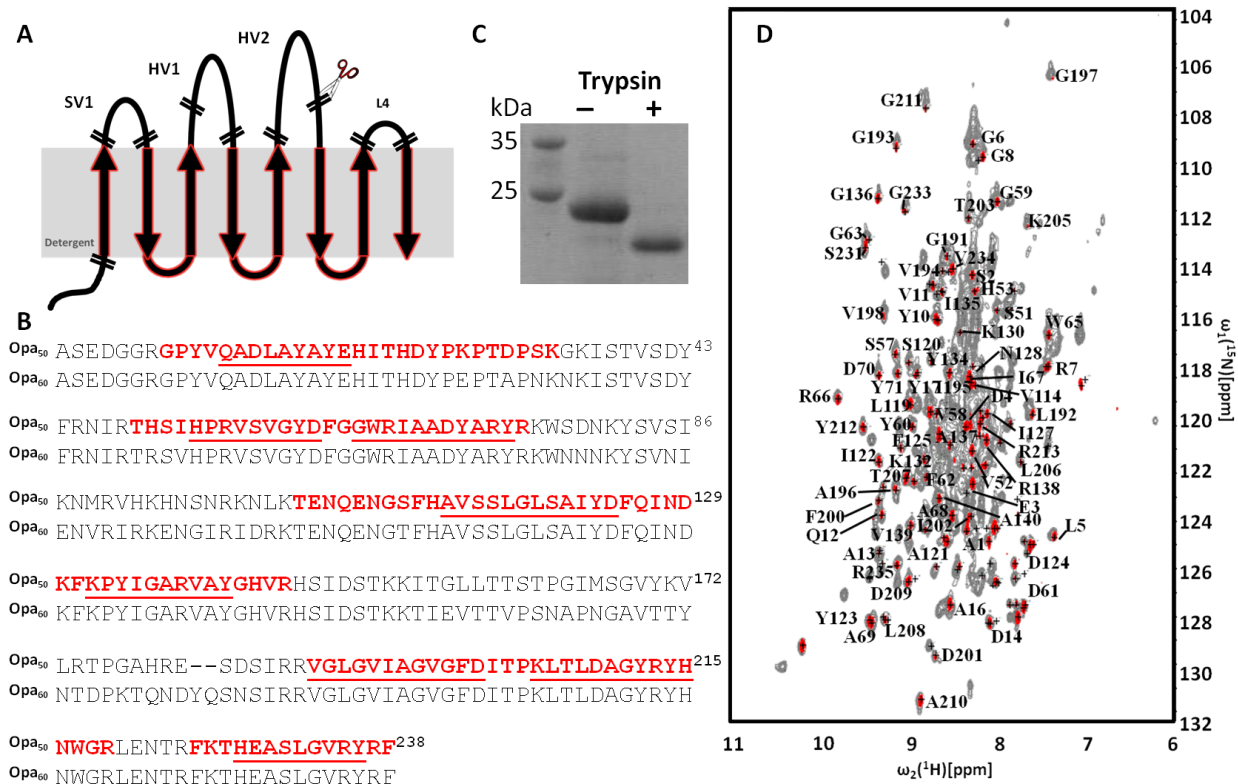 A
SV1
HV1
HV2
L4
Detergent
B
Opa50 ASEDGGRGPYVQADLAYAYEHITHDYPKPTDPSKGKISTVSDY43
Opa60 ASEDGGRGPYVQADLAYAYEHITHDYPEPTAPNKNKISTVSDY
Opa50 FRNIRTHSIHPRVSVGYDFGGWRIAADYARYRKWSDNKYSVSI86
Opa60 FRNIRTRSVHPRVSVGYDFGGWRIAADYARYRKWNNNKYSVNI
Opa50 KNMRVHKHNSNRKNLKTENQENGSFHAVSSLGLSAIYDFQIND129
Opa60 ENVRIRKENGIRIDRKTENQENGTFHAVSSLGLSAIYDFRIND
Opa50 KFKPYIGARVAYGHVRHSIDSTKKITGLLTTSTPGIMSGVYKV172
Opa60 KFKPYIGARVAYGHVRHSIDSTKKTIEVTTVPSNAPNGAVTTY
Opa50 LRTPGAHRE--SDSIRRVGLGVIAGVGFDITPKLTLDAGYRYH215
Opa60 NTDPKTQNDYQSNSIRRVGLGVIAGVGFDITPKLTLDAGYRYH
Opa50 NWGRLENTRFKTHEASLGVRYRF238
Opa60 NWGRLENTRFKTHEASLGVRYRF
C
Trypsin
kDa − +
35
25
D
G197
G211
G193 G6
G8
G136 G233 G59
T203 K205
G63
S231 G191
V234
V194 S2
V11 H53
I135
V198 Y10 S51
K130 W65
S57 S120
Y134 N128
D70 R7
Y71 Y17 I195 I67
R66 V114
L119 V58 D4 L192
Y212 Y60
F125 A137 I127
R213
I122 K132 L206
T207 F62 V52 R138
A196 E3
F200 A68 A140
Q12 I202 L5
V139 A1
A13 A121 D124
R235
D209 D61
A16
Y123 L208 D14
A69
D201
A210
104
106
108
110
112
114
116
118
120
122
124
126
128
130
132
ω1(15N)[ppm]
11 10 9 8 7 6
ω2(1H)[ppm]